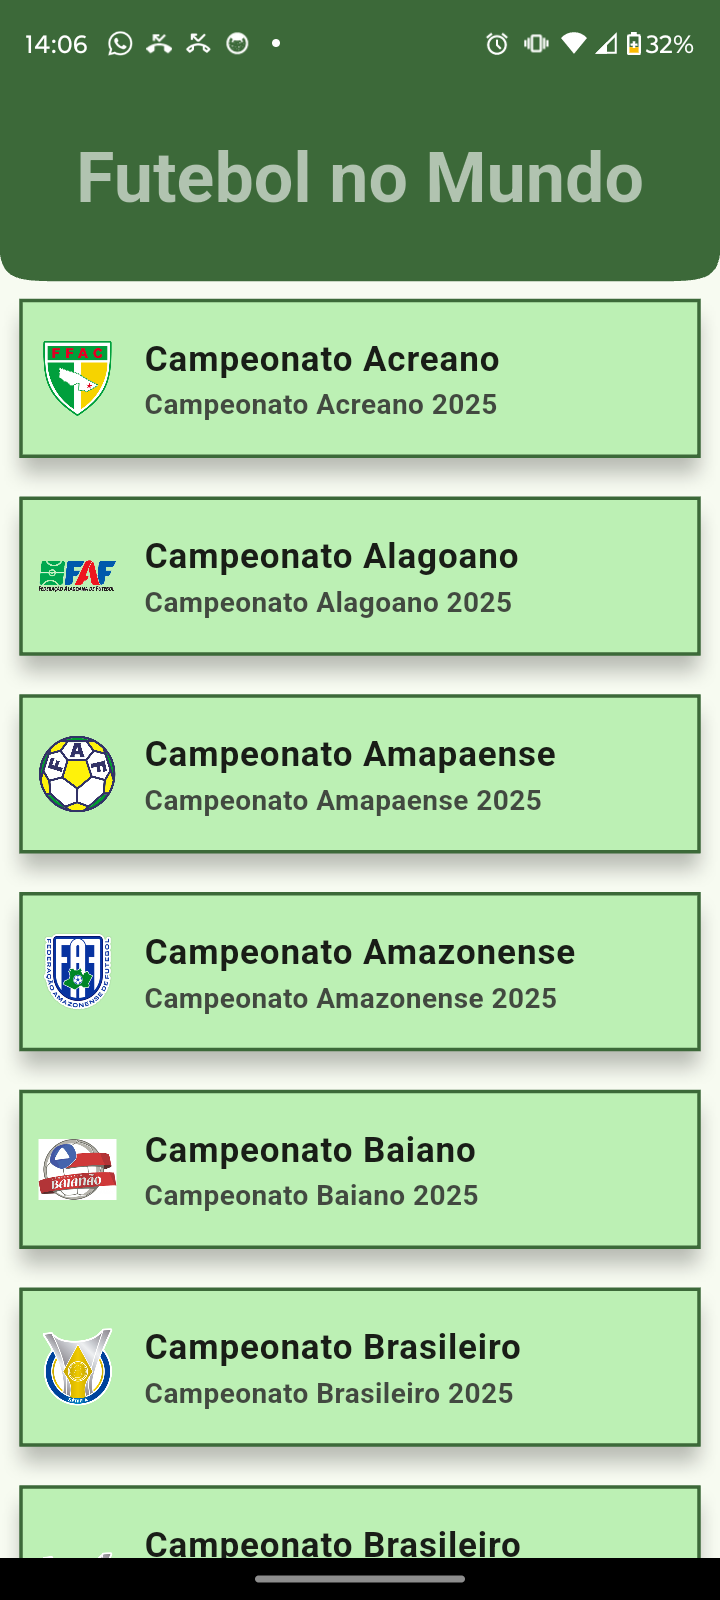 14:06
32%
Futebol no Mundo
FFAC
Campeonato Acreano
Campeonato Acreano 2025
FAF
FEDERAÇÃO ALAGOANA DE FUTEBOL
Campeonato Alagoano
Campeonato Alagoano 2025
F A F
Campeonato Amapaense
Campeonato Amapaense 2025
FAF
FEDERAÇÃO AMAZONENSE DE FUTEBOL
Campeonato Amazonense
Campeonato Amazonense 2025
BAIANÃO
Campeonato Baiano
Campeonato Baiano 2025
Campeonato Brasileiro
Campeonato Brasileiro 2025
Campeonato Brasileiro